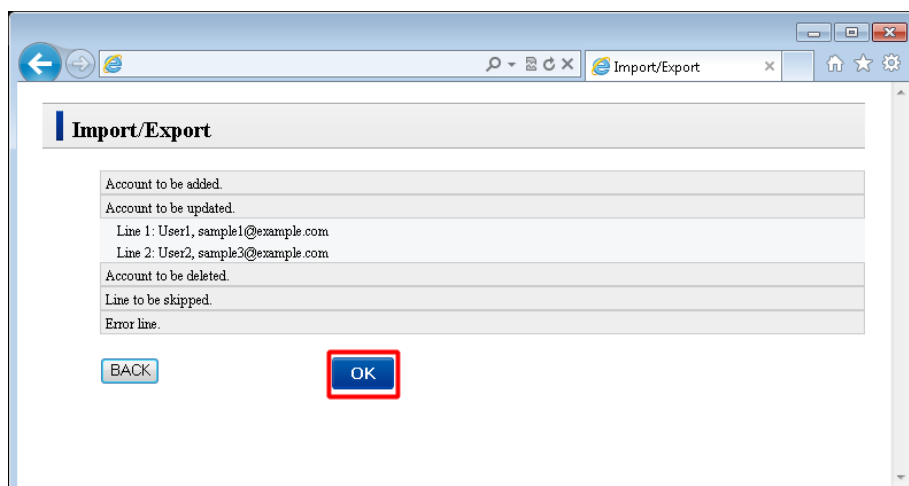 Import/Export
Import/Export
Account to be added.
Account to be updated.
Line 1: User1, sample1@example.com
Line 2: User2, sample3@example.com
Account to be deleted.
Line to be skipped.
Error line.
BACK
OK